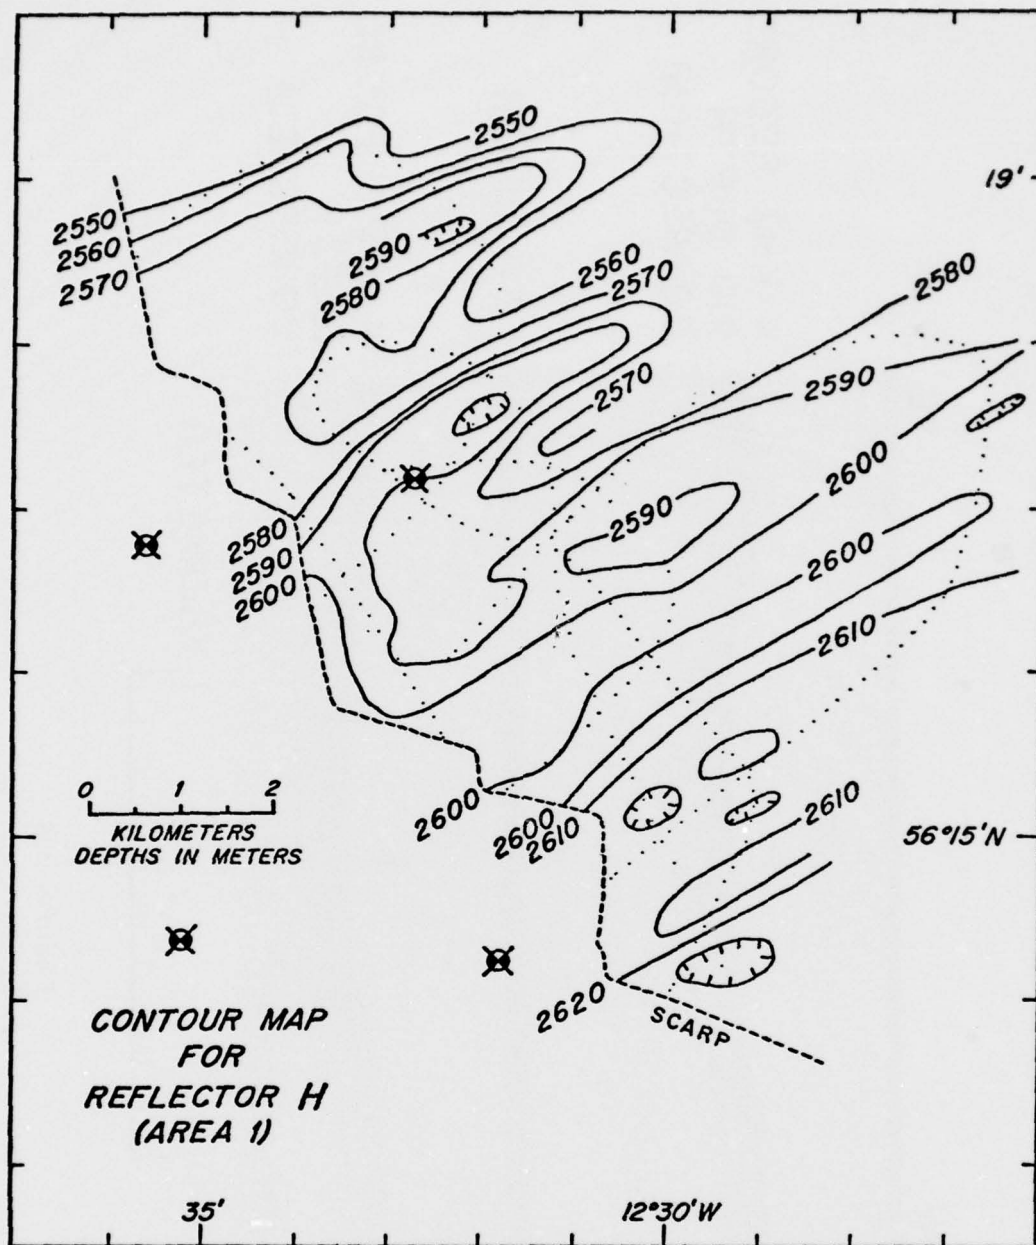 2550
19'
2550
2560
2570
2590
2580
2560
2570
2580
2570
2590
2600
2590
2580
2590
2600
2600
2610
0 1 2
KILOMETERS
DEPTHS IN METERS
2600
2600
2610
2610
56°15'N
2620
SCARP
CONTOUR MAP
FOR
REFLECTOR H
(AREA 1)
35'
12°30'W